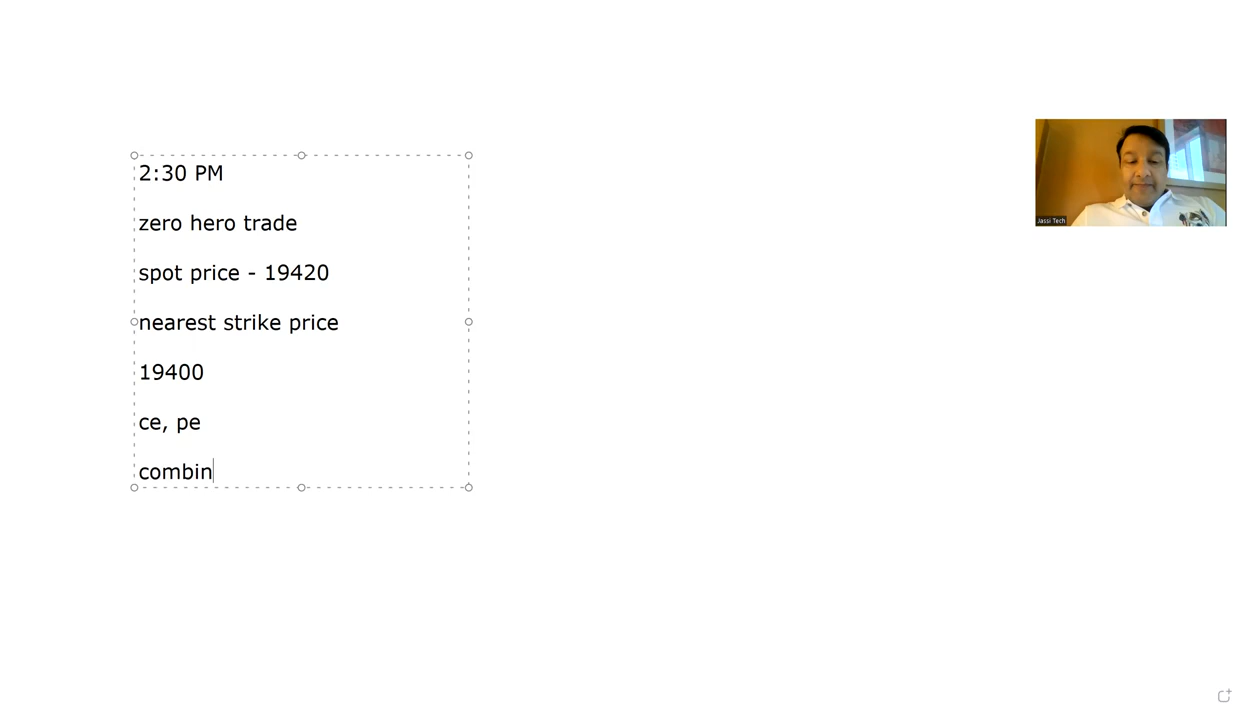 2:30 PM
zero hero trade
spot price - 19420
nearest strike price
19400
ce, pe
combin
Jassi Tech